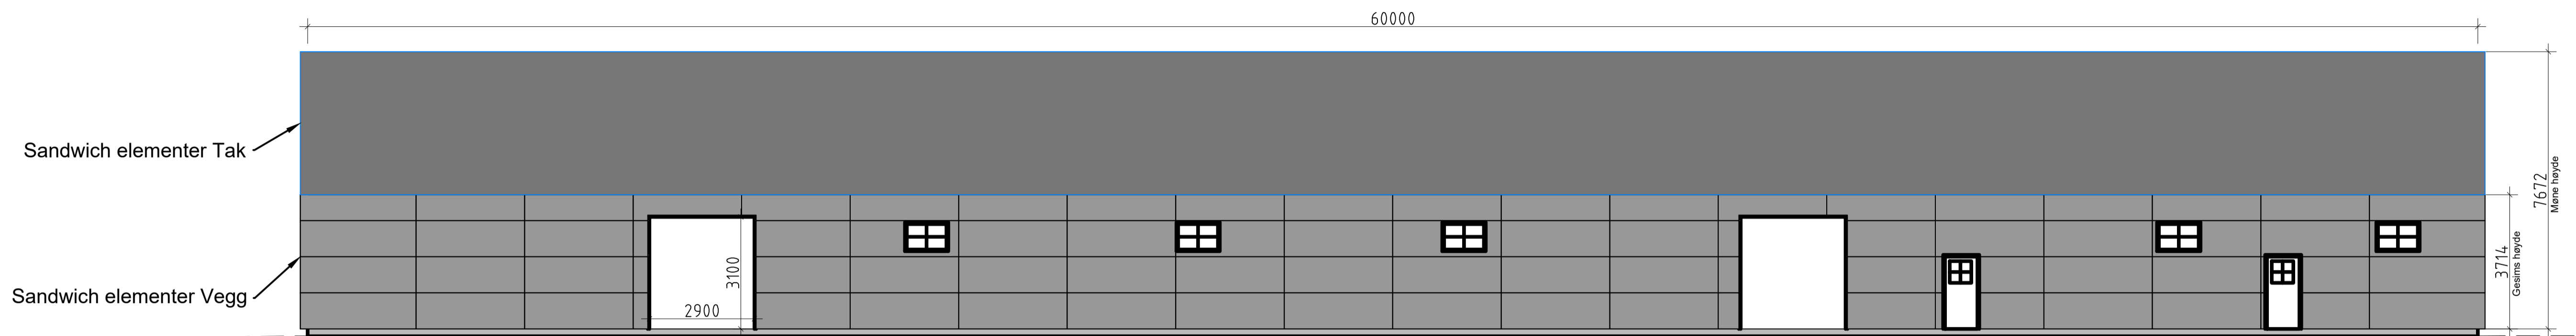 60000
Sandwich elementer Tak
Sandwich elementer Vegg
3100
2900
7672
Møne høyde
3714
Gesims høyde